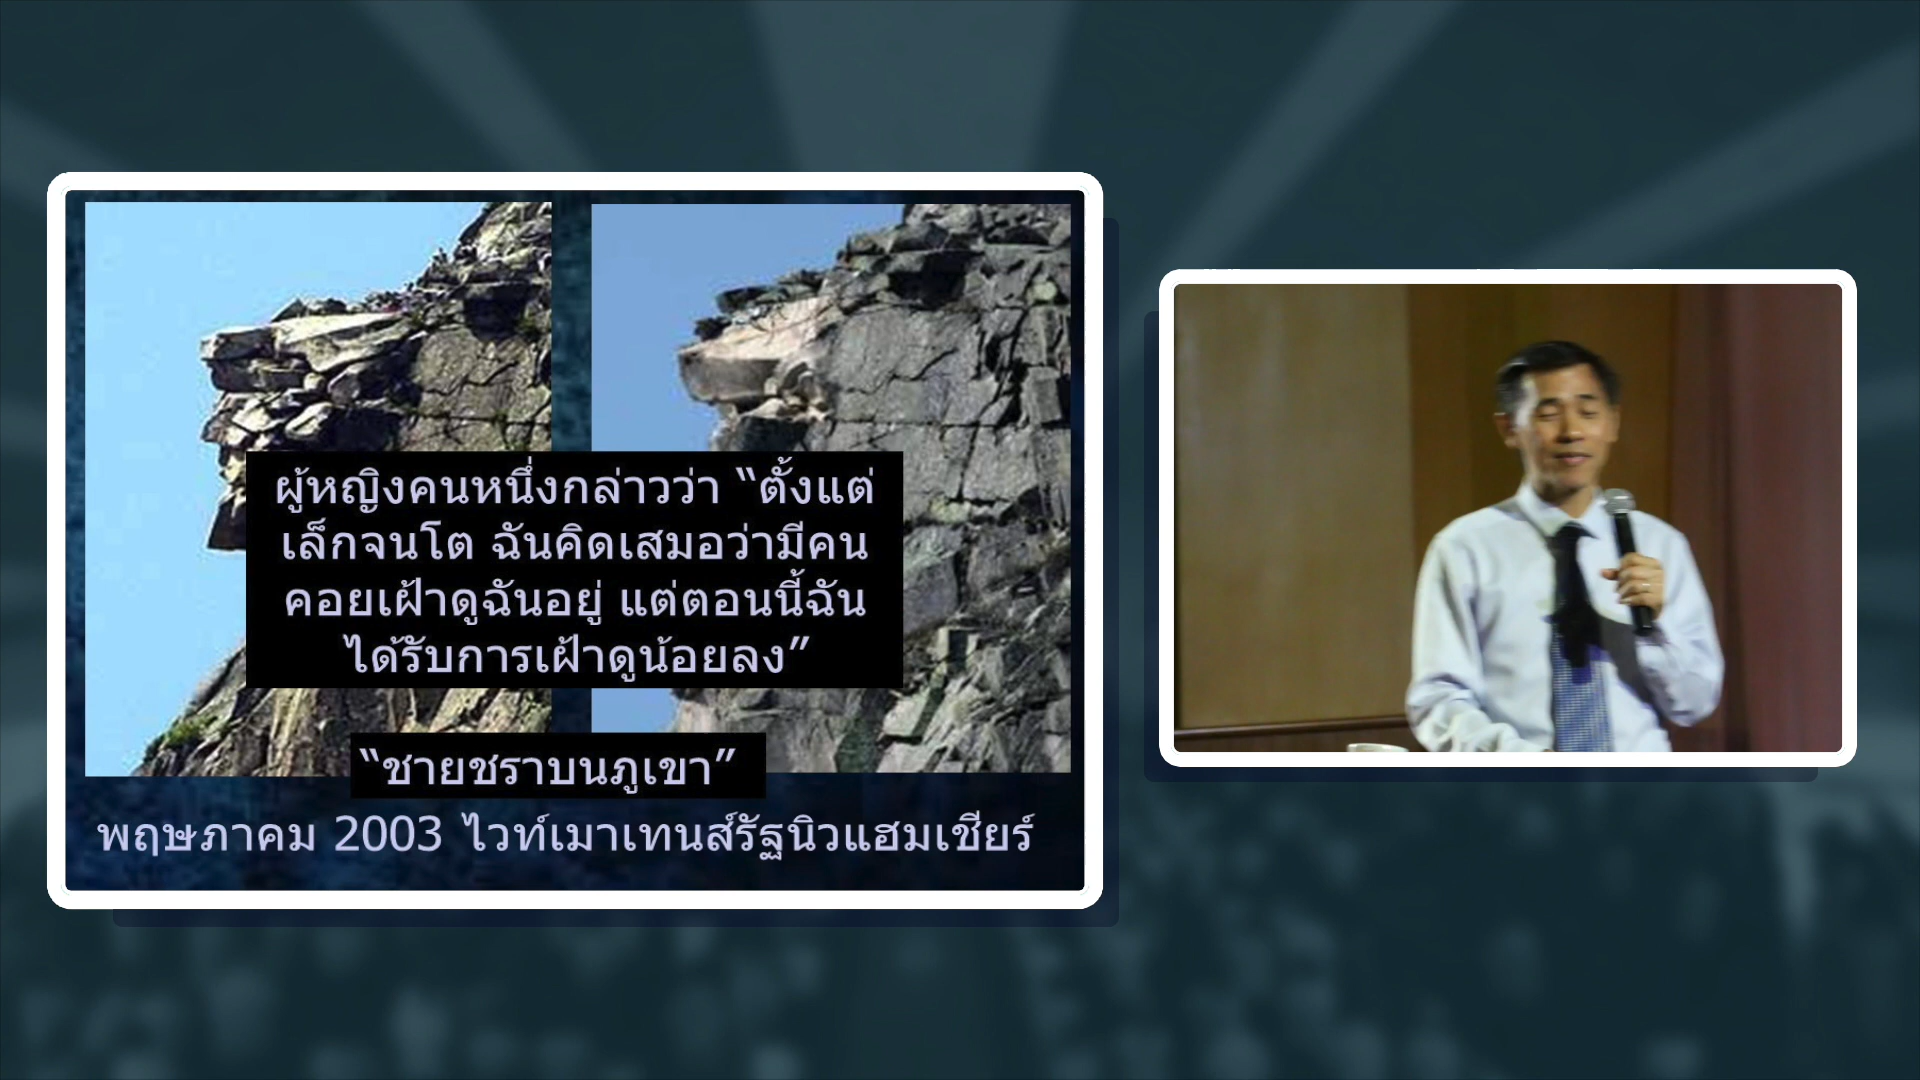 ผู้หญิงคนหนึ่งกล่าวว่า “ตั้งแต่
เล็กจนโต ฉันคิดเสมอว่ามีคน
คอยเฝ้าดูฉันอยู่ แต่ตอนนี้ฉัน
ได้รับการเฝ้าดูน้อยลง”
“ชายชราบนภูเขา”
พฤษภาคม 2003 ไวท์เมาเทนส์รัฐนิวแฮมเชียร์